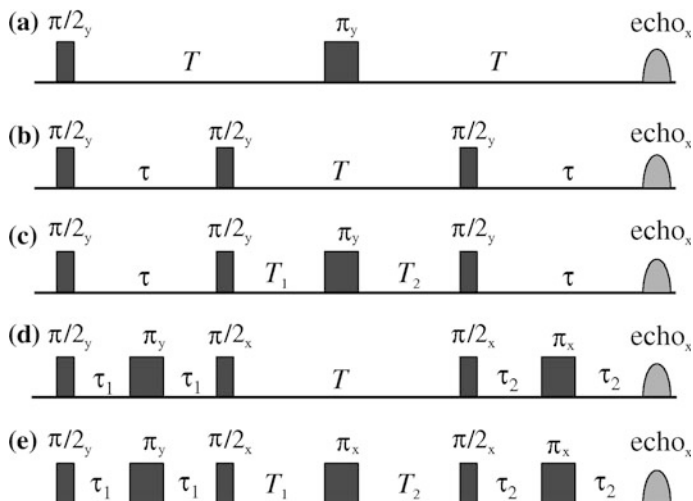 (a) π/2y πy echox
T T
(b) π/2y π/2y π/2y echox
τ T τ
(c) π/2y π/2y πy π/2y echox
τ T1 T2 τ
(d) π/2y πy π/2x π/2x πx echox
τ1 τ1 T τ2 τ2
(e) π/2y πy π/2x πx π/2x πx echox
τ1 τ1 T1 T2 τ2 τ2